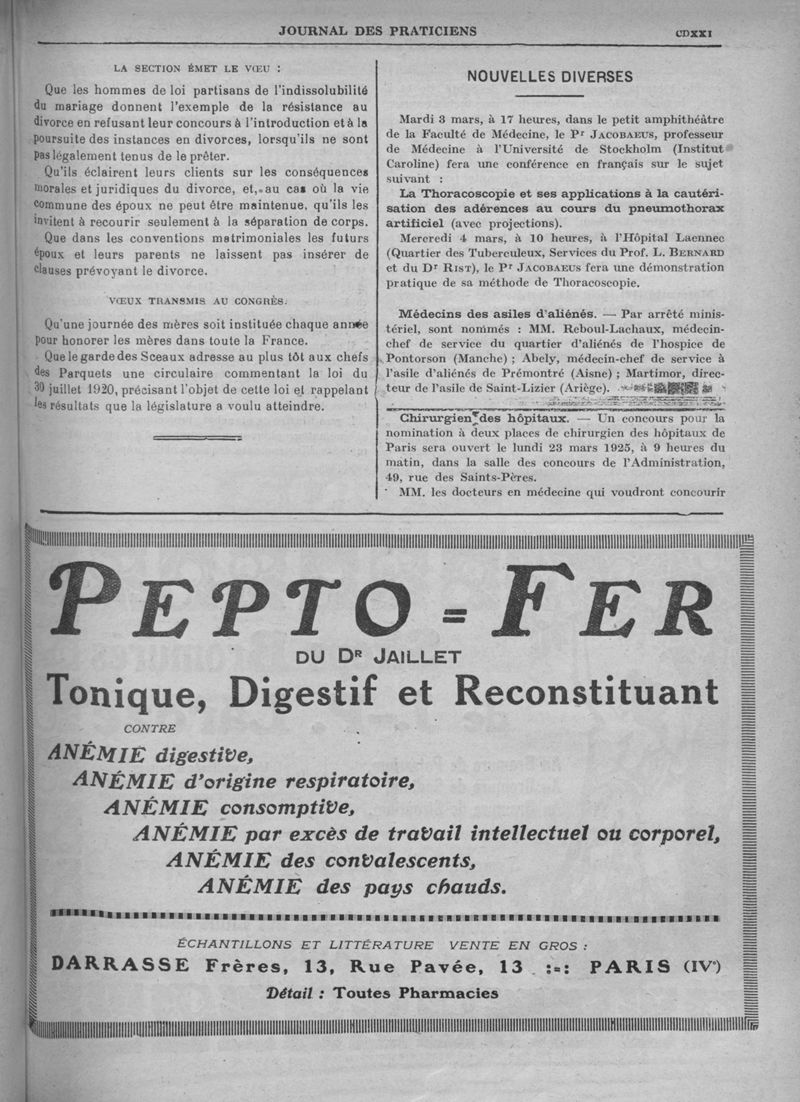 JOURNAL DES PRATICIENS
CDXXI
LA SECTION ÉMET LE VŒU :
Que les hommes de loi partisans de l'indissolubilité
du mariage donnent l'exemple de la résistance au
divorce en refusant leur concours à l'introduction et à la
poursuite des instances en divorces, lorsqu'ils ne sont
pas légalement tenus de le prêter.
Qu'ils éclairent leurs clients sur les conséquences
morales et juridiques du divorce, et, au cas où la vie
commune des époux ne peut être maintenue, qu'ils les
invitent à recourir seulement à la séparation de corps.
Que dans les conventions matrimoniales les futurs
époux et leurs parents ne laissent pas insérer de
clauses prévoyant le divorce.
VŒUX TRANSMIS AU CONGRÈS.
Qu'une journée des mères soit instituée chaque année
pour honorer les mères dans toute la France.
Que le garde des Sceaux adresse au plus tôt aux chefs
des Parquets une circulaire commentant la loi du
30 juillet 1920, précisant l'objet de cette loi et rappelant
les résultats que la législature a voulu atteindre.
NOUVELLES DIVERSES
Mardi 3 mars, à 17 heures, dans le petit amphithéâtre
de la Faculté de Médecine, le Pr JACOBAEUS, professeur
de Médecine à l'Université de Stockholm (Institut
Caroline) fera une conférence en français sur le sujet
suivant :
La Thoracoscopie et ses applications à la cautéri-
sation des adérences au cours du pneumothorax
artificiel (avec projections).
Mercredi 4 mars, à 10 heures, à l'Hôpital Laennec
(Quartier des Tuberculeux, Services du Prof. L. BERNARD
et du Dr RIST), le Pr JACOBAEUS fera une démonstration
pratique de sa méthode de Thoracoscopie.
Médecins des asiles d'aliénés. — Par arrêté minis-
tériel, sont nommés : MM. Reboul-Lachaux, médecin-
chef de service du quartier d'aliénés de l'hospice de
Pontorson (Manche) ; Abely, médecin-chef de service à
l'asile d'aliénés de Prémontré (Aisne) ; Martimor, direc-
teur de l'asile de Saint-Lizier (Ariège).
Chirurgien des hôpitaux. — Un concours pour la
nomination à deux places de chirurgien des hôpitaux de
Paris sera ouvert le lundi 23 mars 1925, à 9 heures du
matin, dans la salle des concours de l'Administration,
49, rue des Saints-Pères.
MM. les docteurs en médecine qui voudront concourir
PEPTO=FER
DU DR JAILLET
Tonique, Digestif et Reconstituant
CONTRE
ANÉMIE digestive,
ANÉMIE d'origine respiratoire,
ANÉMIE consomptive,
ANÉMIE par excès de travail intellectuel ou corporel,
ANÉMIE des convalescents,
ANÉMIE des pays chauds.
ÉCHANTILLONS ET LITTÉRATURE VENTE EN GROS :
DARRASSE Frères, 13, Rue Pavée, 13 :=: PARIS (IVe)
Détail : Toutes Pharmacies